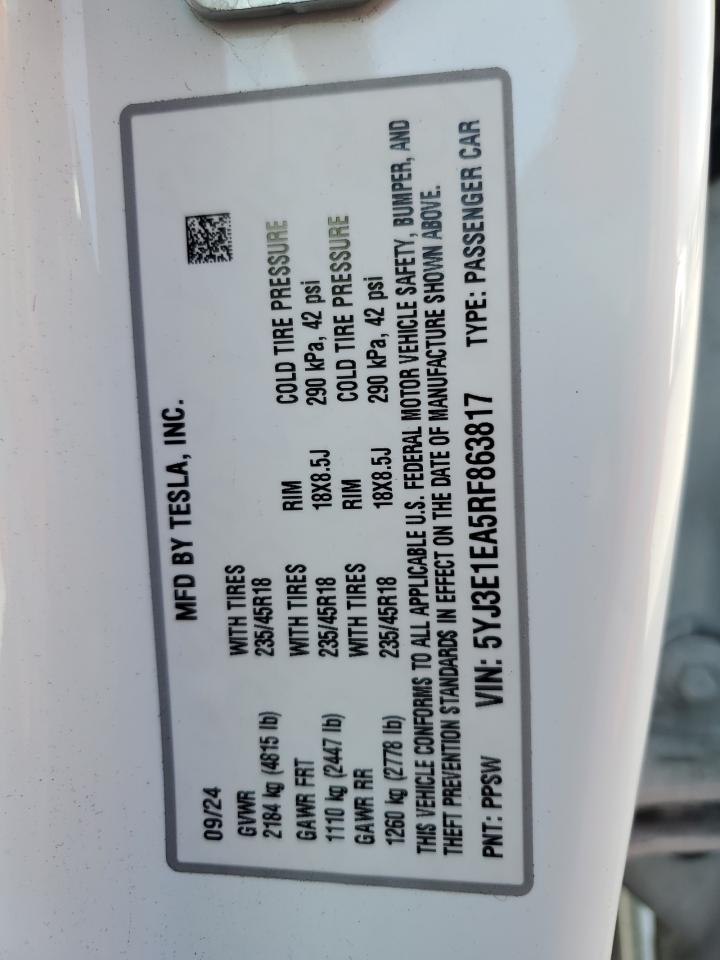 MFD BY TESLA, INC.
09/24
GVWR WITH TIRES
2184 kg (4815 lb) 235/45R18
GAWR FRT WITH TIRES RIM COLD TIRE PRESSURE
1110 kg (2447 lb) 235/45R18 18X8.5J 290 kPa, 42 psi
GAWR RR WITH TIRES RIM COLD TIRE PRESSURE
1260 kg (2778 lb) 235/45R18 18X8.5J 290 kPa, 42 psi
THIS VEHICLE CONFORMS TO ALL APPLICABLE U.S. FEDERAL MOTOR VEHICLE SAFETY, BUMPER, AND
THEFT PREVENTION STANDARDS IN EFFECT ON THE DATE OF MANUFACTURE SHOWN ABOVE.
PNT: PPSW VIN: 5YJ3E1EA5RF863817 TYPE: PASSENGER CAR